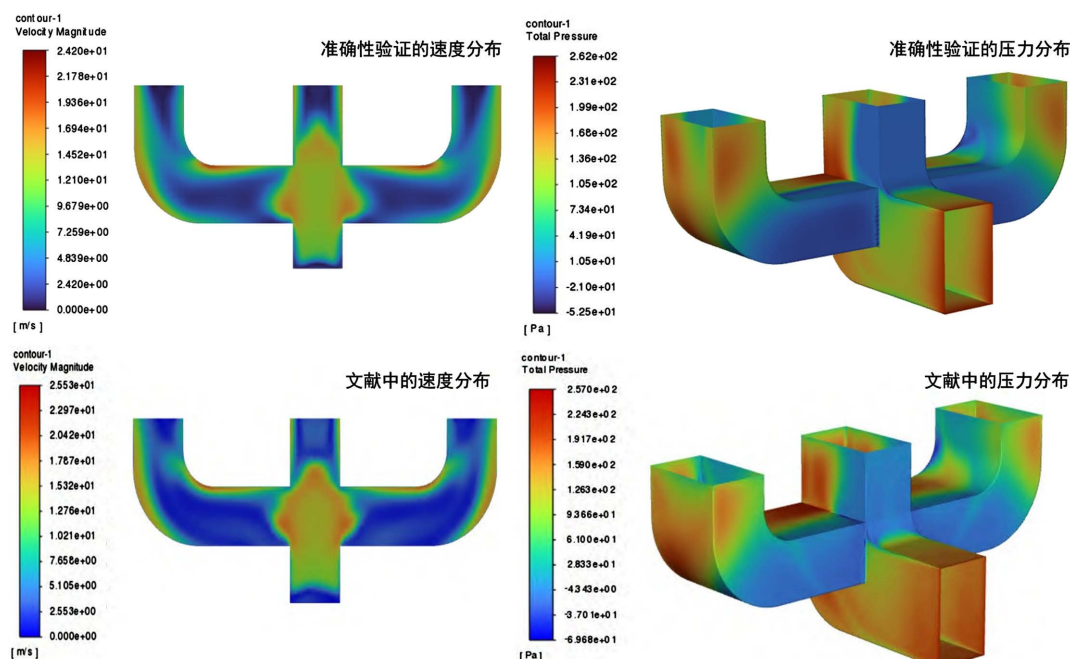 contour-1
Velocity Magnitude
准确性验证的速度分布
2.420e+01
2.178e+01
1.936e+01
1.694e+01
1.452e+01
1.210e+01
9.679e+00
7.259e+00
4.839e+00
2.420e+00
0.000e+00
[ m/s ]
contour-1
Total Pressure
准确性验证的压力分布
2.62e+02
2.31e+02
1.99e+02
1.68e+02
1.36e+02
1.05e+02
7.34e+01
4.19e+01
1.05e+01
-2.10e+01
-5.25e+01
[ Pa ]
contour-1
Velocity Magnitude
文献中的速度分布
2.553e+01
2.297e+01
2.042e+01
1.787e+01
1.532e+01
1.276e+01
1.021e+01
7.658e+00
5.105e+00
2.553e+00
0.000e+00
[ m/s ]
contour-1
Total Pressure
文献中的压力分布
2.570e+02
2.243e+02
1.917e+02
1.590e+02
1.263e+02
9.366e+01
6.100e+01
2.833e+01
-4.343e+00
-3.701e+01
-6.968e+01
[ Pa ]